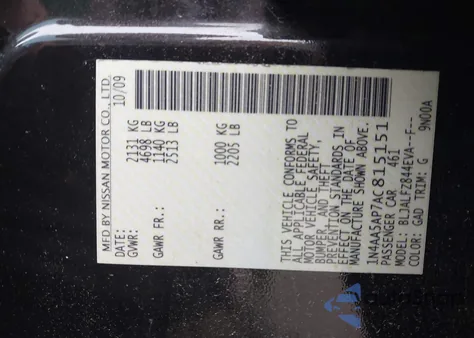 MFD BY NISSAN MOTOR CO., LTD.
DATE: 10/09
GVWR: 2131 KG
4698 LB
GAWR FR.: 1140 KG
2513 LB
GAWR RR.: 1000 KG
2205 LB
THIS VEHICLE CONFORMS TO
ALL APPLICABLE FEDERAL
MOTOR VEHICLE SAFETY,
BUMPER, AND THEFT
PREVENTION STANDARDS IN
EFFECT ON THE DATE OF
MANUFACTURE SHOWN ABOVE.
1N4AA5AP7AC815151
PASSENGER CAR 461
MODEL: BLJALPZ844EVA-F--
COLOR: GAD TRIM: G 9N00A